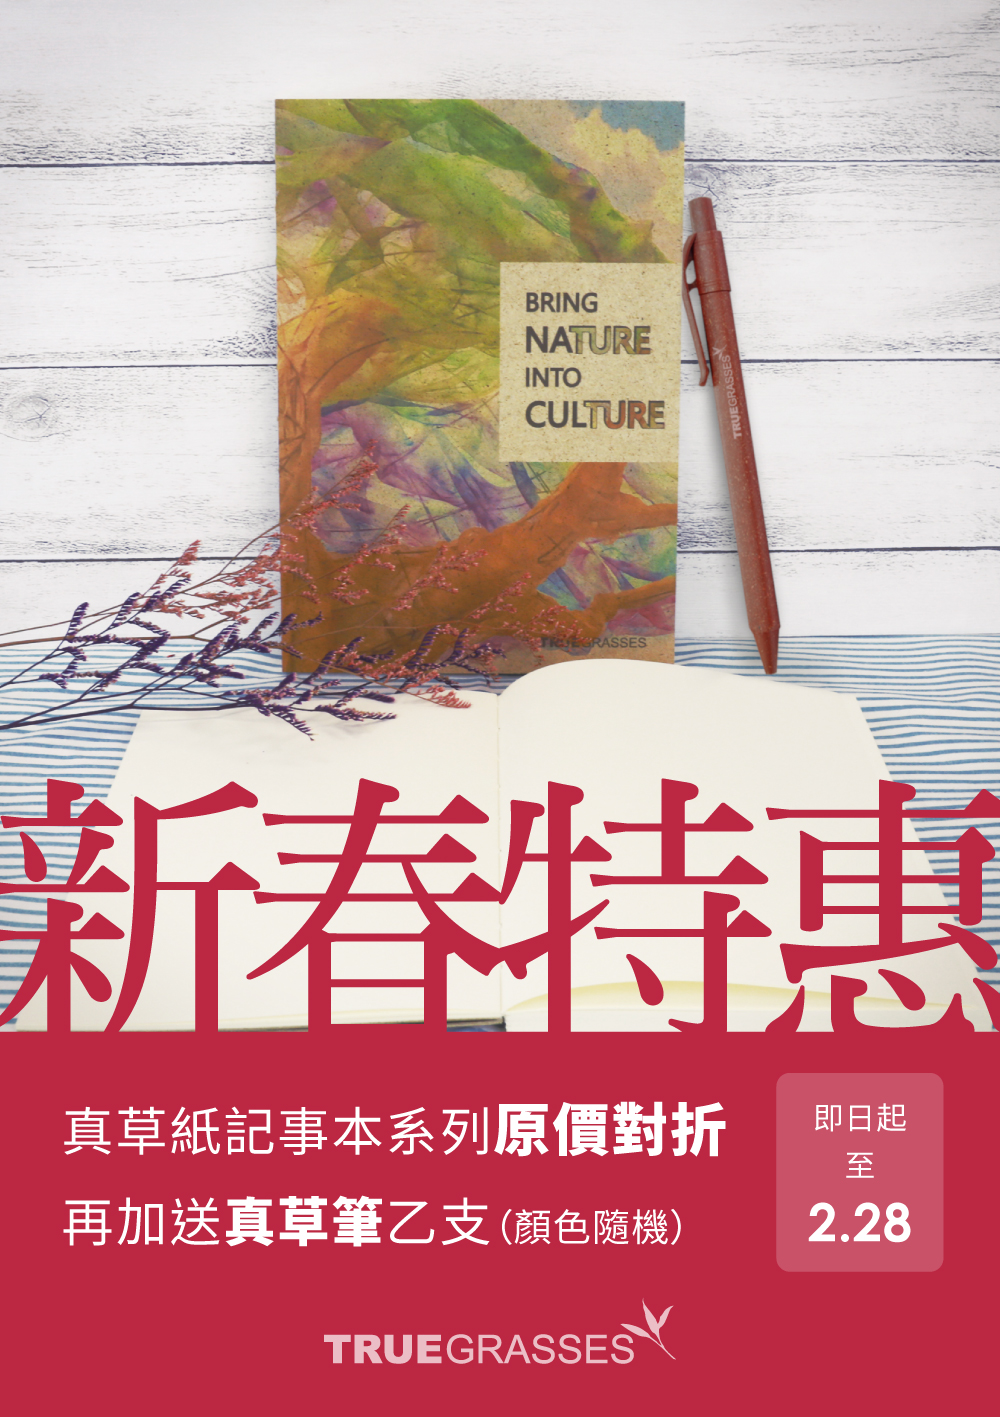 BRING
NATURE
INTO
CULTURE
TRUEGRASSES
TRUEGRASSES
新春特惠
真草紙記事本系列原價對折
再加送真草筆乙支(顏色隨機)
即日起
至
2.28
TRUEGRASSES